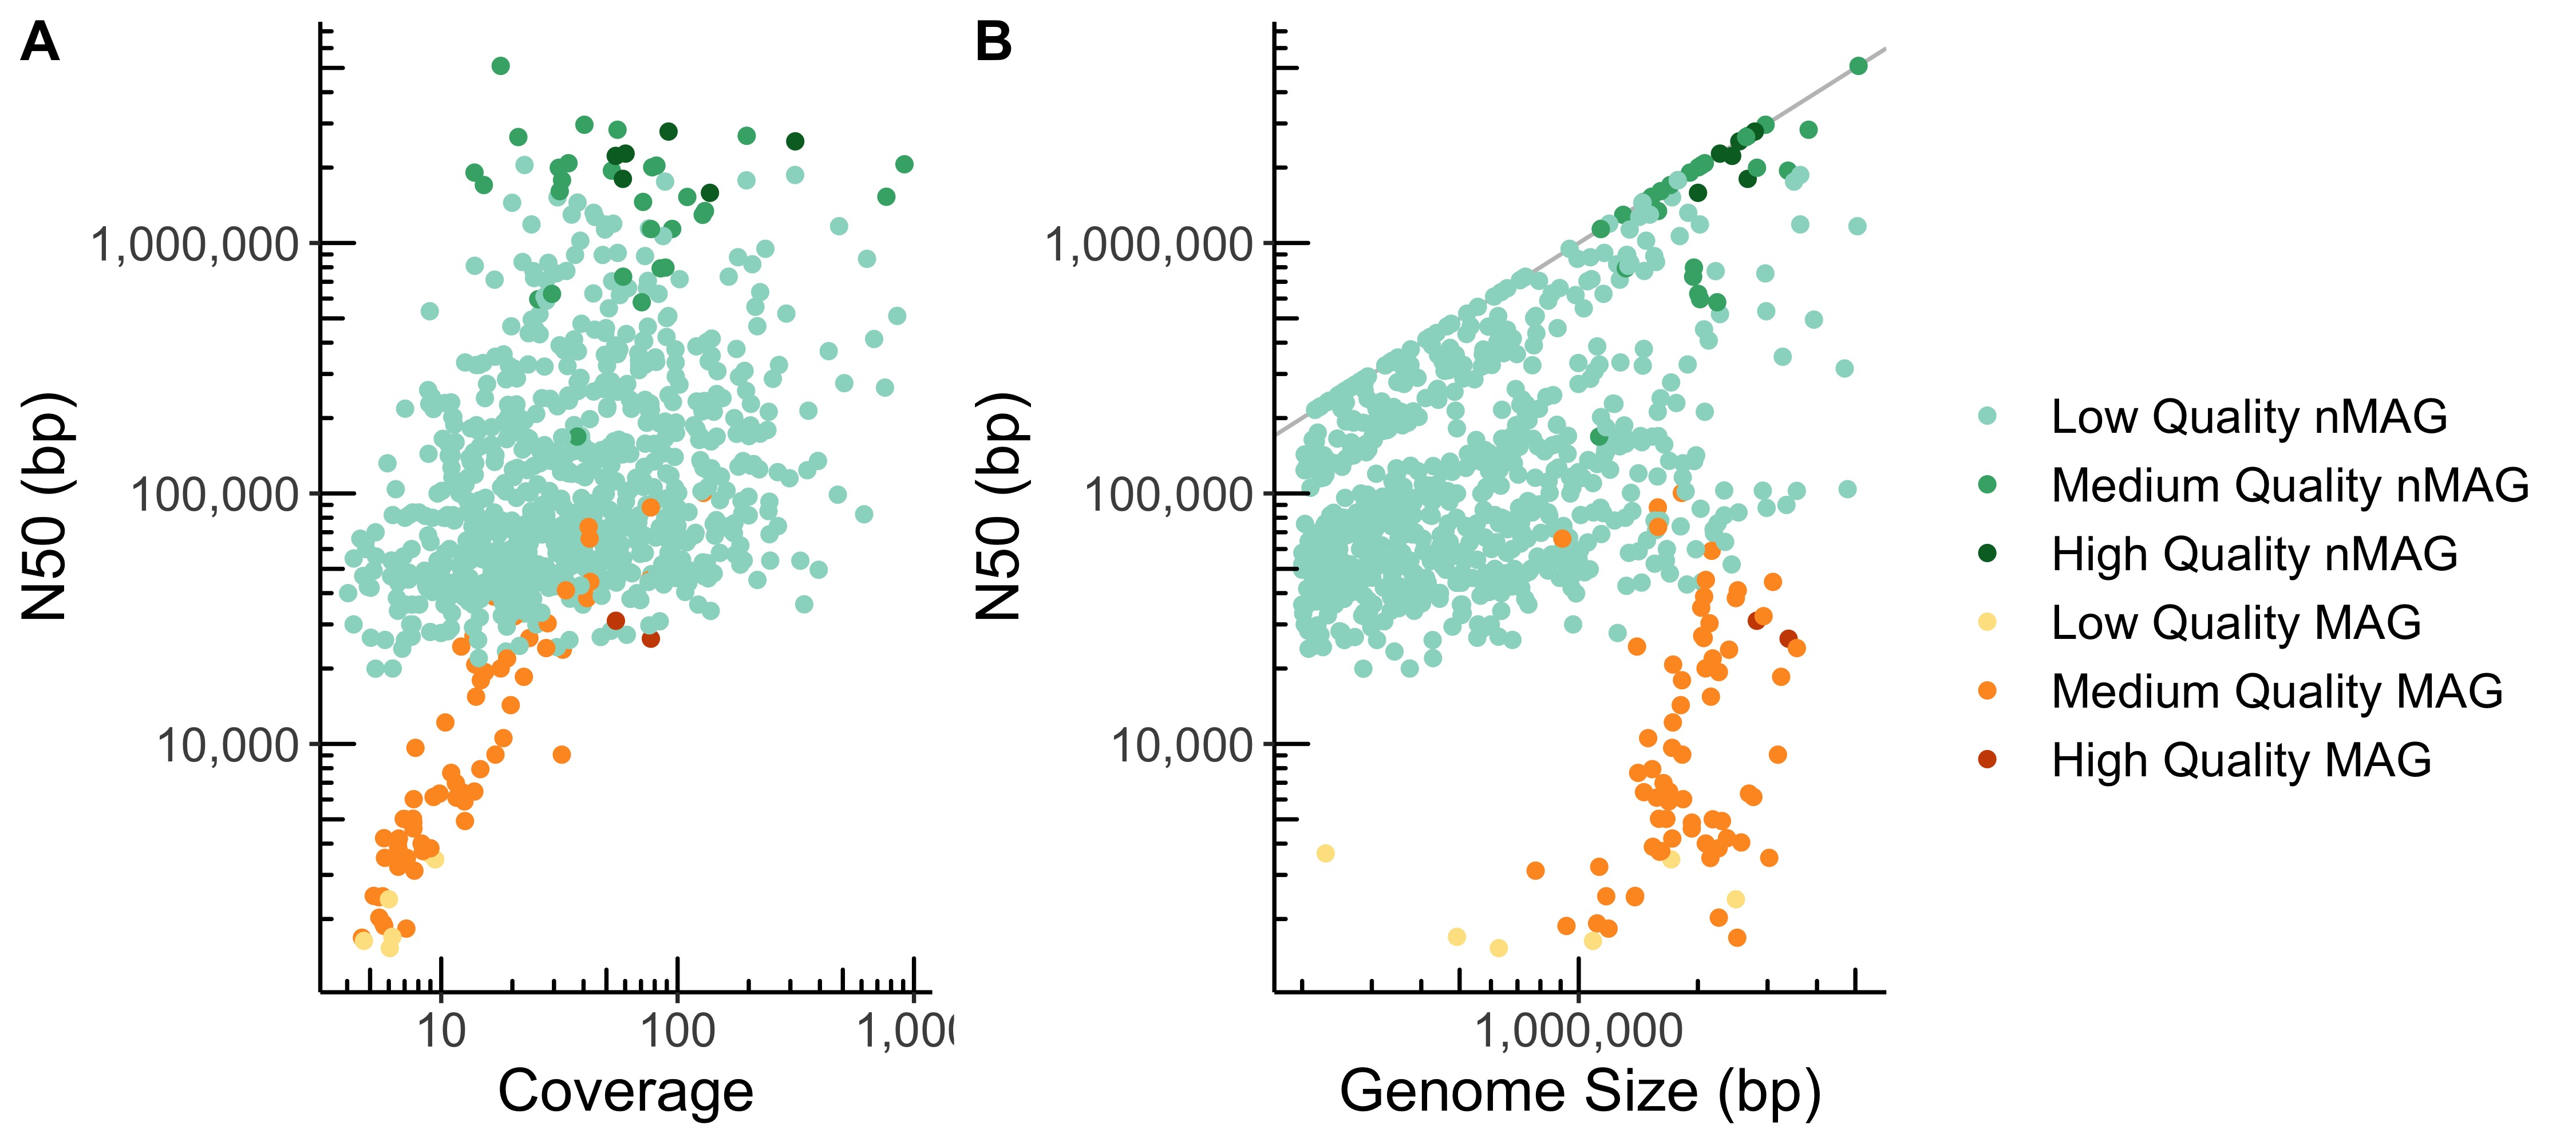 A
N50 (bp)
1,000,000
100,000
10,000
10
100
Coverage
B
N50 (bp)
1,000,000
100,000
10,000
1,000,000
Genome Size (bp)
Low Quality nMAG
Medium Quality nMAG
High Quality nMAG
Low Quality MAG
Medium Quality MAG
High Quality MAG